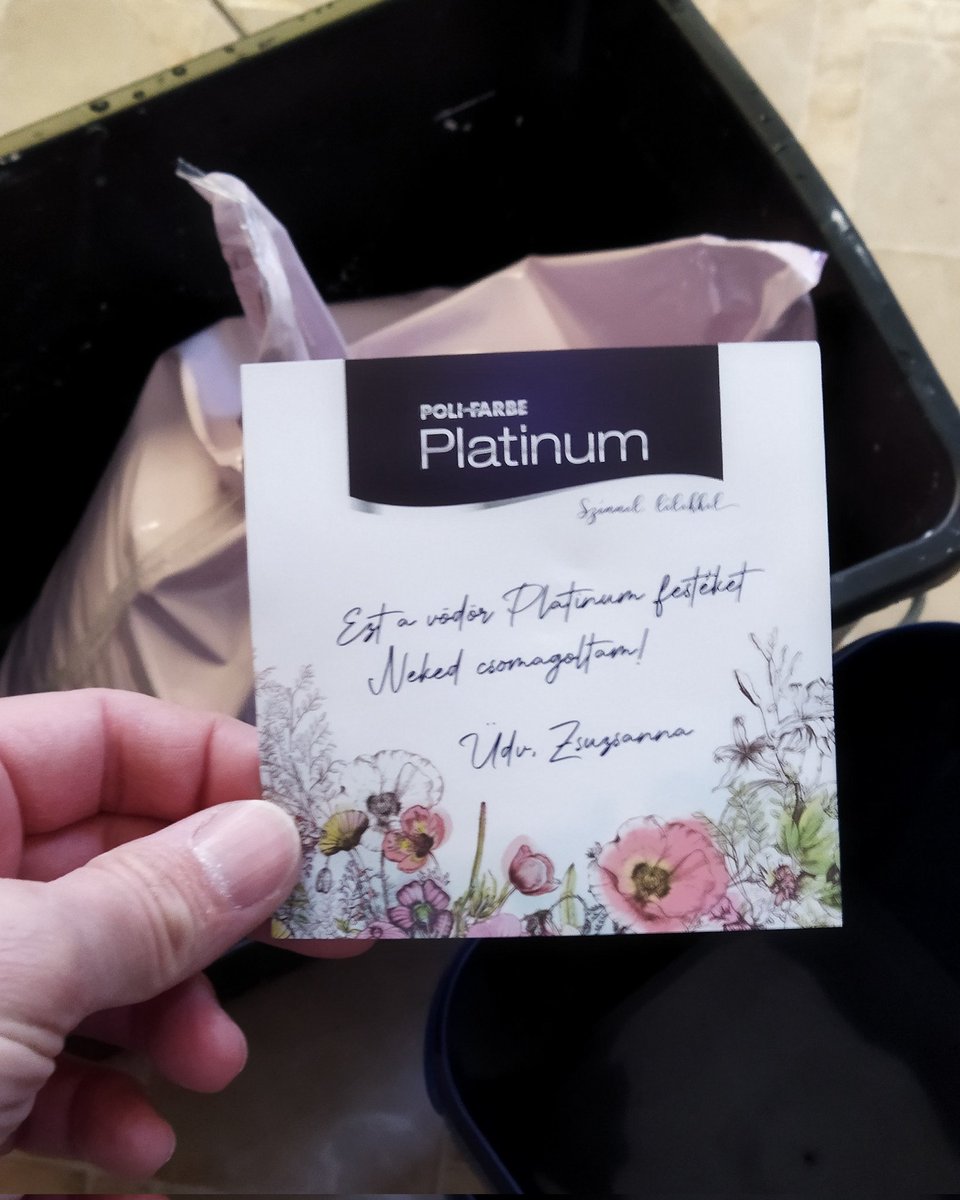 POLI-FARBE
Platinum
Színnel, lélekkel
Ezt a vödör Platinum festéket
Neked csomagoltam!
Üdv. Zsuzsanna